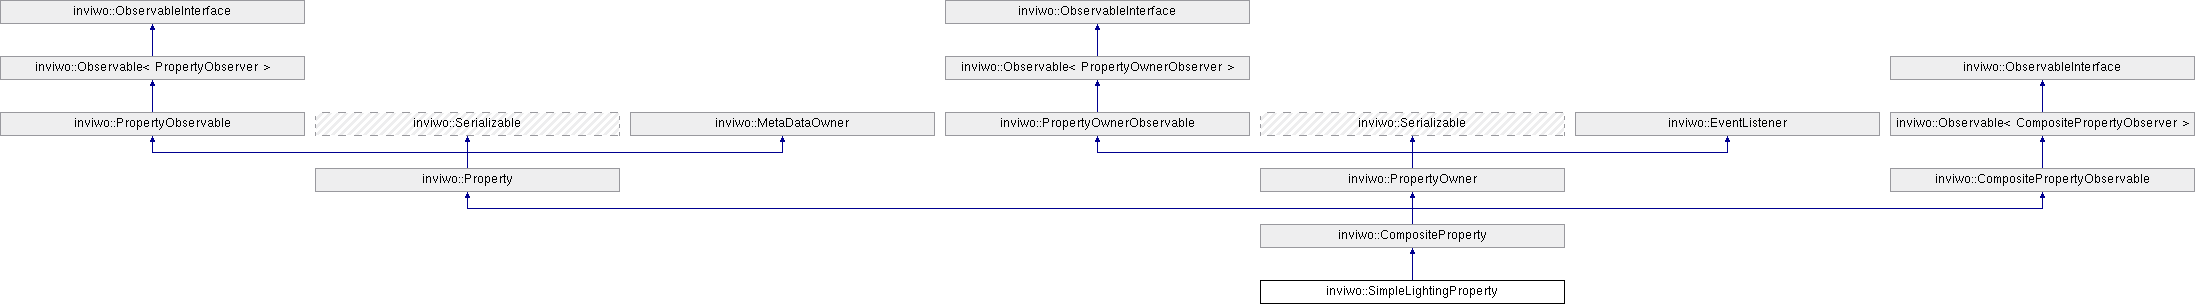 inviwo::ObservableInterface
inviwo::ObservableInterface
inviwo::Observable< PropertyObserver >
inviwo::Observable< PropertyOwnerObserver >
inviwo::ObservableInterface
inviwo::PropertyObservable
inviwo::Serializable
inviwo::MetaDataOwner
inviwo::PropertyOwnerObservable
inviwo::Serializable
inviwo::EventListener
inviwo::Observable< CompositePropertyObserver >
inviwo::Property
inviwo::PropertyOwner
inviwo::CompositePropertyObservable
inviwo::CompositeProperty
inviwo::SimpleLightingProperty